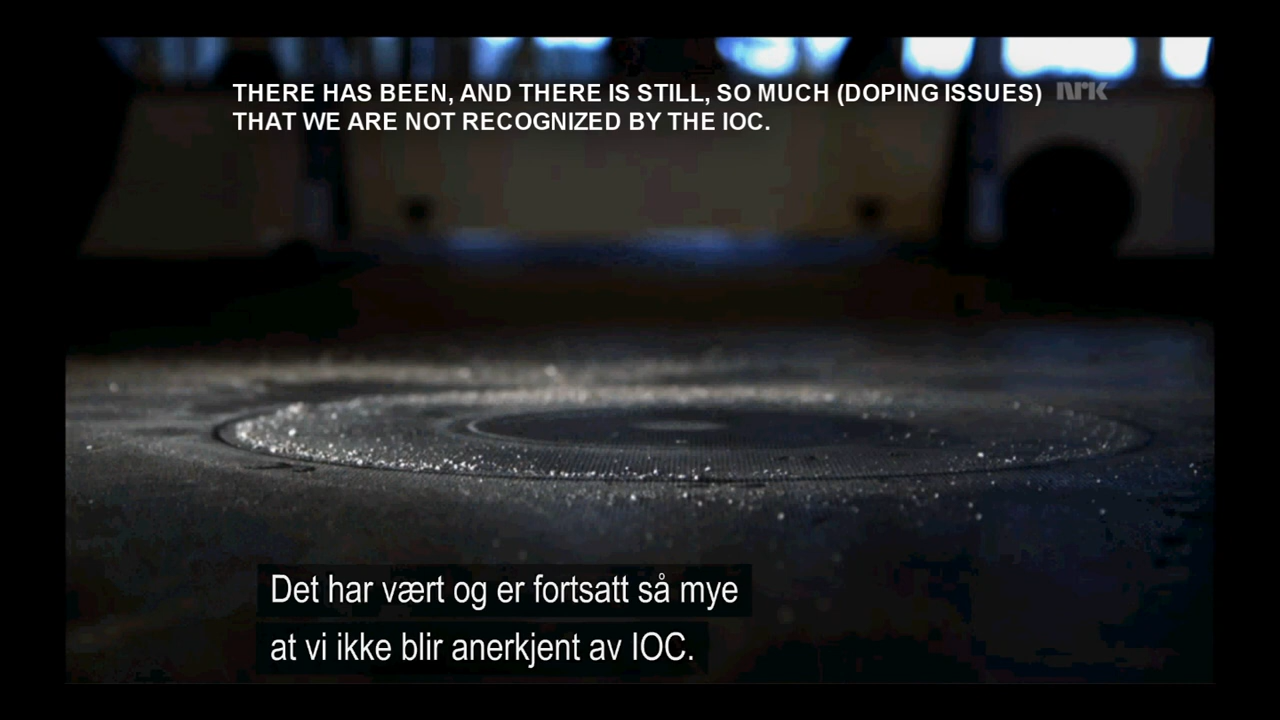 THERE HAS BEEN, AND THERE IS STILL, SO MUCH (DOPING ISSUES) nrk
THAT WE ARE NOT RECOGNIZED BY THE IOC.
Det har vært og er fortsatt så mye
at vi ikke blir anerkjent av IOC.